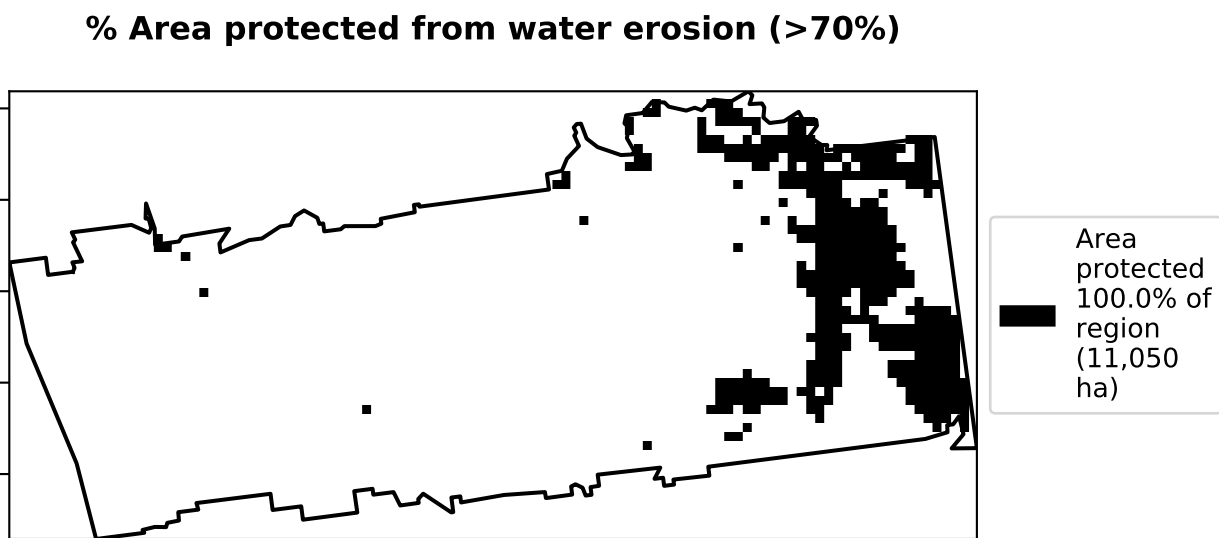 % Area protected from water erosion (>70%)
Area
protected
100.0% of
region
(11,050
ha)